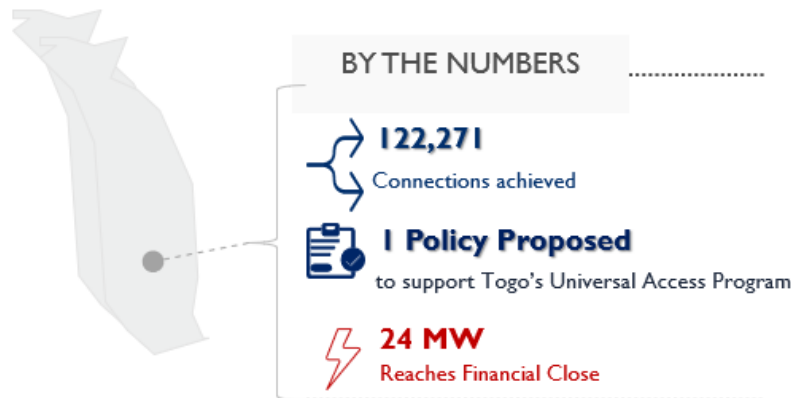 BY THE NUMBERS
122,271
Connections achieved
1 Policy Proposed
to support Togo's Universal Access Program
24 MW
Reaches Financial Close